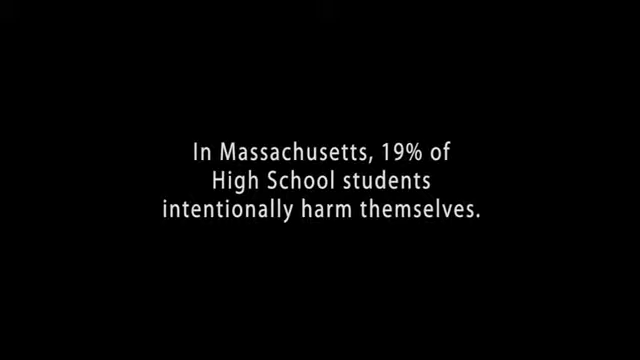 In Massachusetts, 19% of
High School students
intentionally harm themselves.